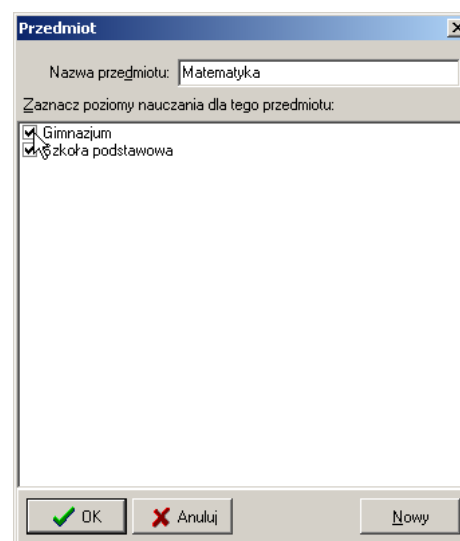 Przedmiot
Nazwa przedmiotu: Matematyka
Zaznacz poziomy nauczania dla tego przedmiotu:
Gimnazjum
Szkoła podstawowa
OK Anuluj Nowy